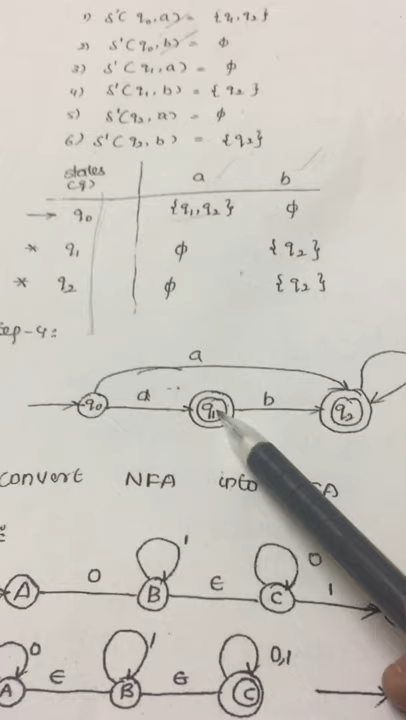 1) δ'(q0,a) = {q1,q2}
2) δ'(q0,b) = ϕ
3) δ'(q1,a) = ϕ
4) δ'(q1,b) = {q2}
5) δ'(q2,a) = ϕ
6) δ'(q2,b) = {q2}
states (q) a b
→ q0 {q1,q2} ϕ
* q1 ϕ {q2}
* q2 ϕ {q2}
tep-4:
a
q0 a q1 b q2
convert NFA into
1 0
A 0 B ϵ C 1
0 1 0,1
A ϵ B ϵ C